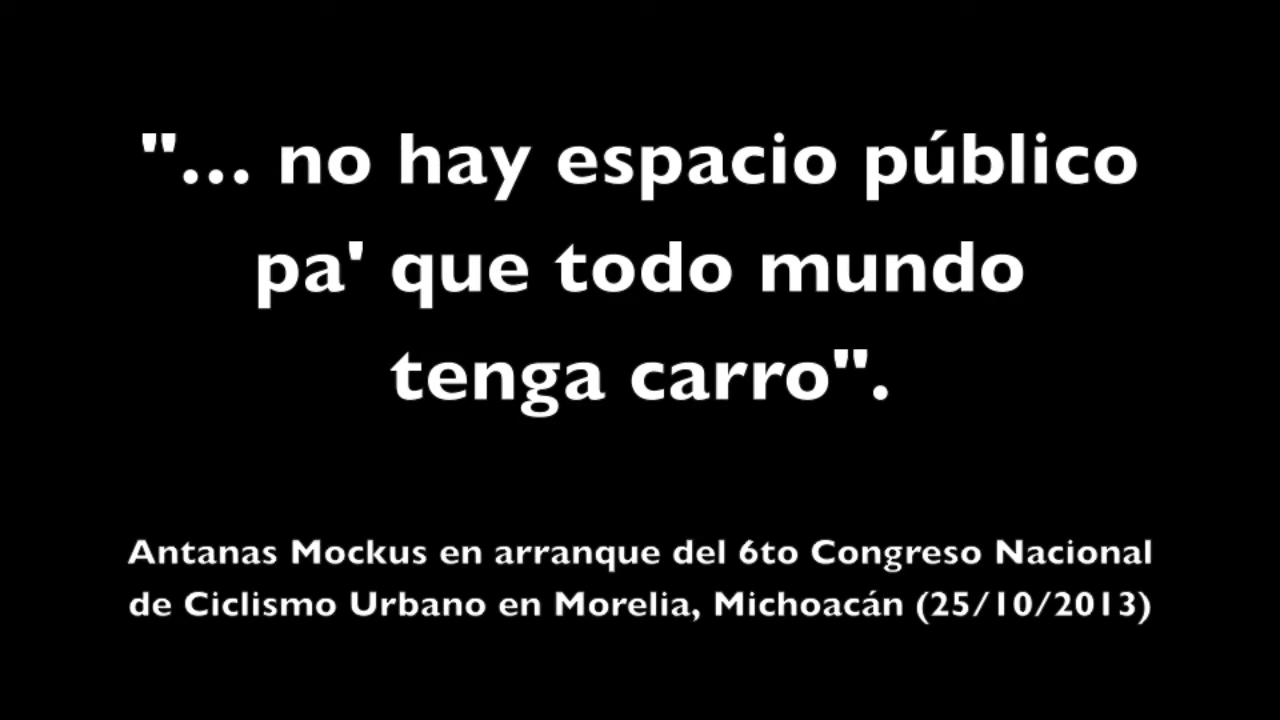 "... no hay espacio público
pa' que todo mundo
tenga carro".
Antanas Mockus en arranque del 6to Congreso Nacional
de Ciclismo Urbano en Morelia, Michoacán (25/10/2013)